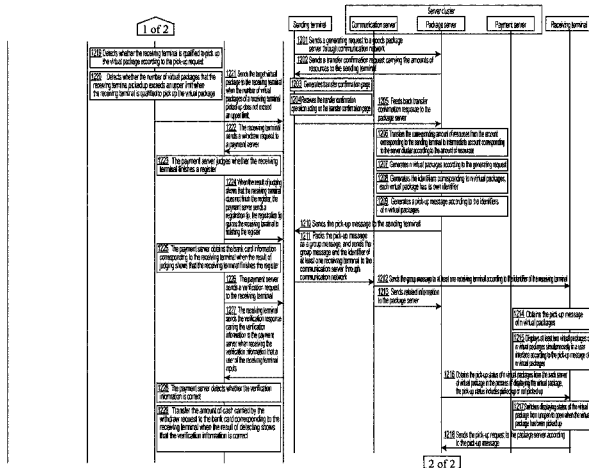 1 of 2
Server cluster
Sending terminal
Communication server
Package server
Payment server
Receiving terminal
1219 Detects whether the receiving terminal is qualified to pick up
the virtual package according to the pick-up request
1220 Detects whether the number of virtual packages that the
receiving terminal picked up exceeds an upper limit when
the receiving terminal is qualified to pick up the virtual package
1221 Sends the target virtual
package to the receiving terminal
when the number of virtual
packages of a receiving terminal
picked up does not exceed
an upper limit
1222 The receiving terminal
sends a withdraw request to
a payment server
1223 The payment server judges whether the receiving
terminal finishes a register
1224 When the result of judging
shows that the receiving terminal
does not finish the register, the
payment server sends a
registration
receiving terminal to
finishing the register
1225 The payment server obtains the bank card information
corresponding to the receiving terminal when the result of
judging shows that the receiving terminal finishes the register
1226 The payment server
sends a verification request
to the receiving terminal
1227 The receiving terminal
sends the verification response
carrying the verification
information to the payment
server, when receiving the
verification information that a
user of the receiving terminal
inputs
1228 The payment server detects whether the verification
information is correct
1229 Transfer the amount of cash carried by the
withdraw request to the bank card corresponding to the
receiving terminal when the result of detecting shows
that the verification information is correct
1201 Sends a generating request to a goods package
server through communication network
1202 Sends a transfer confirmation request carrying the amounts of
resources to the sending terminal
1203 Generates transfer confirmation page
1204 Receives the transfer confirmation
operation acting on the transfer confirmation page
1205 Feeds back transfer
confirmation response to the
package server
1206 Transfers the corresponding amount of resources from the account
corresponding to the sending terminal to intermediate account corresponding
to the server cluster according to the amount of resources
1207 Generates n virtual packages according to the generating request
1208 Generates the identifiers corresponding to n virtual packages,
each virtual package has its own identifier
1209 Generates a pick-up message according to the identifiers
of n virtual packages
1210 Sends the pick-up message to the sending terminal
1211 Packs the pick-up message
as a group message, and sends the
group message and the identifier of
at least one receiving terminal to the
communication server through
communication network
1212 Sends the group message to at least one receiving terminal according to the identifier of the receiving terminal
1213 Sends related information
to the package server
1214 Obtains the pick-up message
of n virtual packages
1215 Displays at least two virtual packages of
n virtual packages simultaneously in a user
interface according to the pick-up message of
n virtual packages
1216 Obtains the pick-up status of n virtual packages from the package server
of virtual package in the process of displaying the virtual package,
the pick-up status includes picked up or not picked up
1217 Switches displaying status of the virtual
package from unopen to open when the virtual
package has been picked up
1218 Sends the pick-up request to the package server according
to the pick-up message
2 of 2